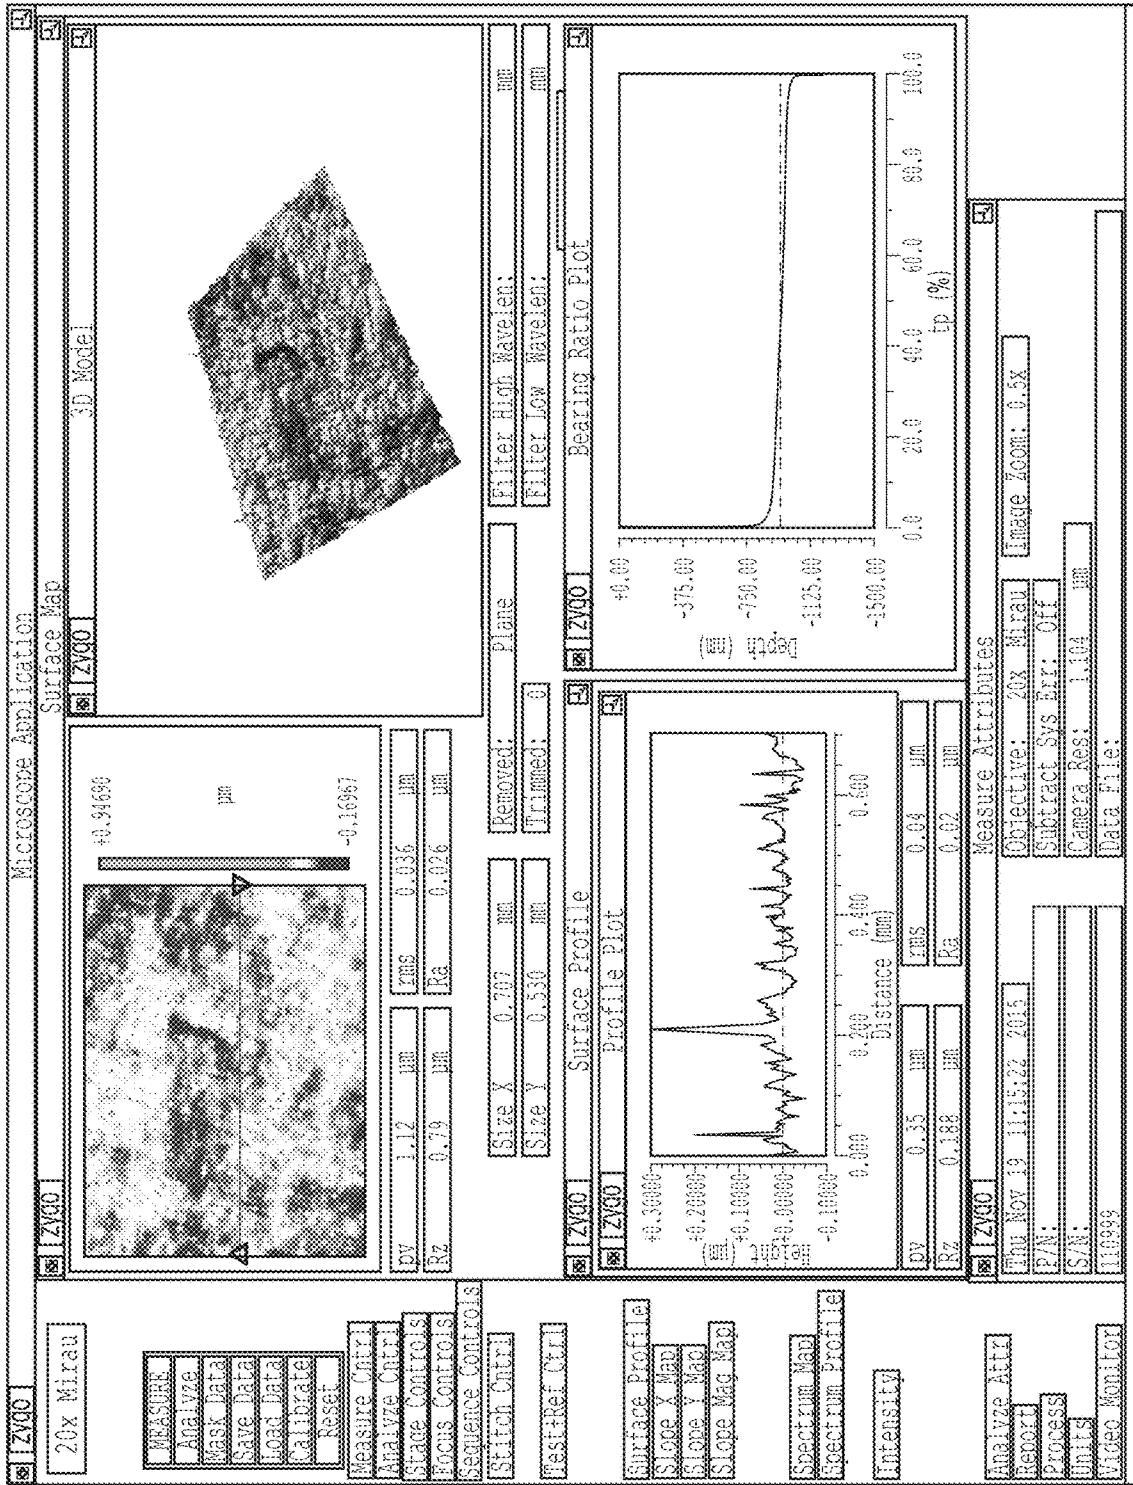 zygo Microscope Application
20x Mirau
MEASURE
Analyze
Mask Data
Save Data
Load Data
Calibrate
Reset
Measure Cntrl
Analyze Cntrl
Stage Controls
Focus Controls
Sequence Controls
Stitch Cntrl
TestRef Ctrl
Surface Profile
Slope X Map
Slope Y Map
Slope Mag Map
Spectrum Map
Spectrum Profile
Intensity
Analyze Attr
Report
Process
Units
Video Monitor
zygo Surface Map
+0.94690
µm
-0.16967
pv 1.12 µm
rms 0.036 µm
Rz 0.79 µm
Ra 0.026 µm
zygo 3D Model
Size X 0.707 mm
Size Y 0.530 mm
Removed: Plane
Trimmed: 0
Filter High Wavelen: mm
Filter Low Wavelen: mm
zygo Surface Profile
zygo Profile Plot
+0.30000
+0.20000
+0.10000
+0.00000
-0.10000
Height (µm)
0.000 0.200 0.400 0.600
Distance (mm)
pv 0.35 µm
rms 0.04 µm
Rz 0.188 µm
Ra 0.02 µm
zygo Bearing Ratio Plot
+0.00
-375.00
-750.00
-1125.00
-1500.00
Depth (nm)
0.0 20.0 40.0 60.0 80.0 100.0
tp (%)
zygo Measure Attributes
Thu Nov 19 11:15:22 2015
P/N:
S/N:
118999
Objective: 20x Mirau
Image Zoom: 0.5X
Subtract Sys Err: Off
Camera Res: 1.104 µm
Data File: